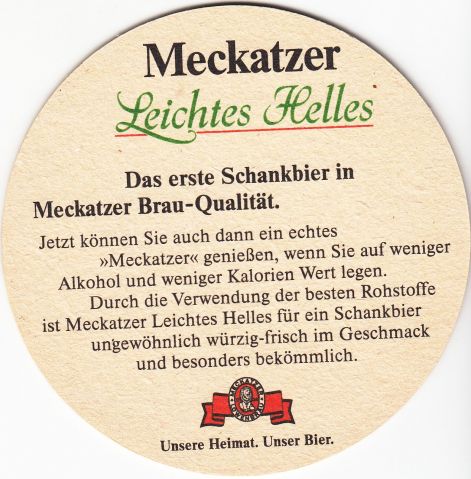 Meckatzer
Leichtes Helles
Das erste Schankbier in
Meckatzer Brau-Qualität.
Jetzt können Sie auch dann ein echtes
»Meckatzer« genießen, wenn Sie auf weniger
Alkohol und weniger Kalorien Wert legen.
Durch die Verwendung der besten Rohstoffe
ist Meckatzer Leichtes Helles für ein Schankbier
ungewöhnlich würzig-frisch im Geschmack
und besonders bekömmlich.
MECKATZER
LÖWENBRÄU
Unsere Heimat. Unser Bier.